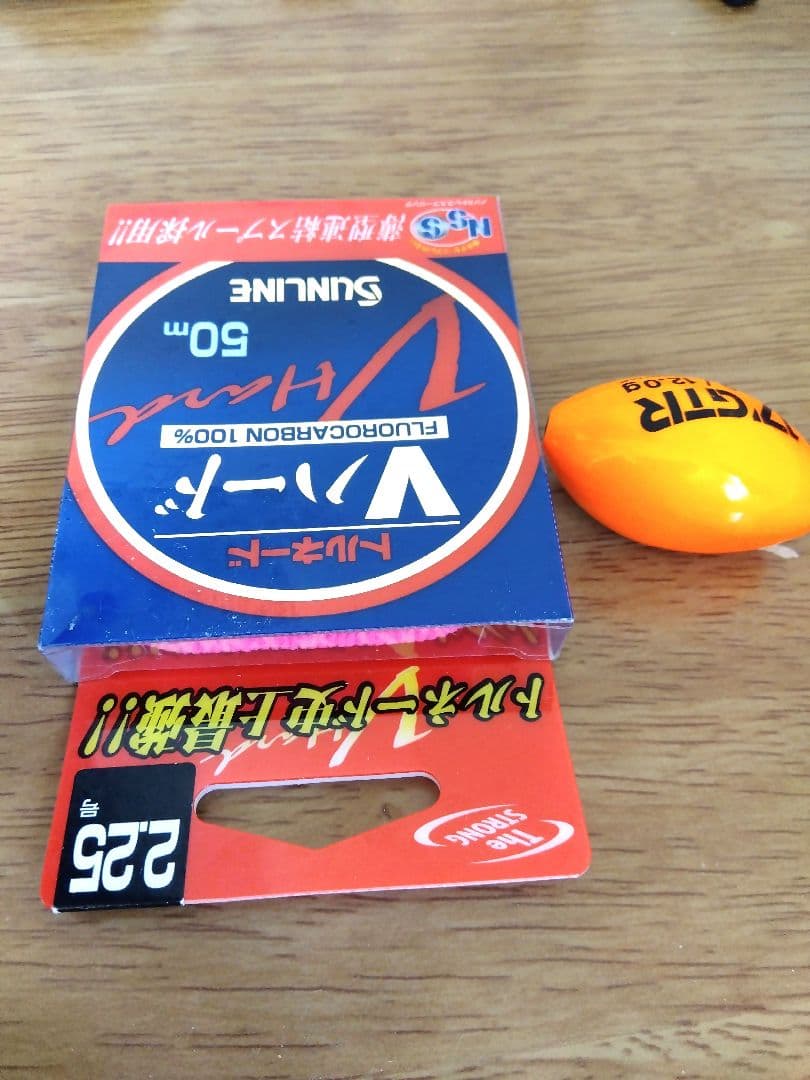 The
STRONG
2.25
号
トルネード史上最強!!
トルネード
Vハード
FLUOROCARBON 100%
V Hard
50m
SUNLINE
NSS
薄型連結スプール採用!!
GTR
12.0g